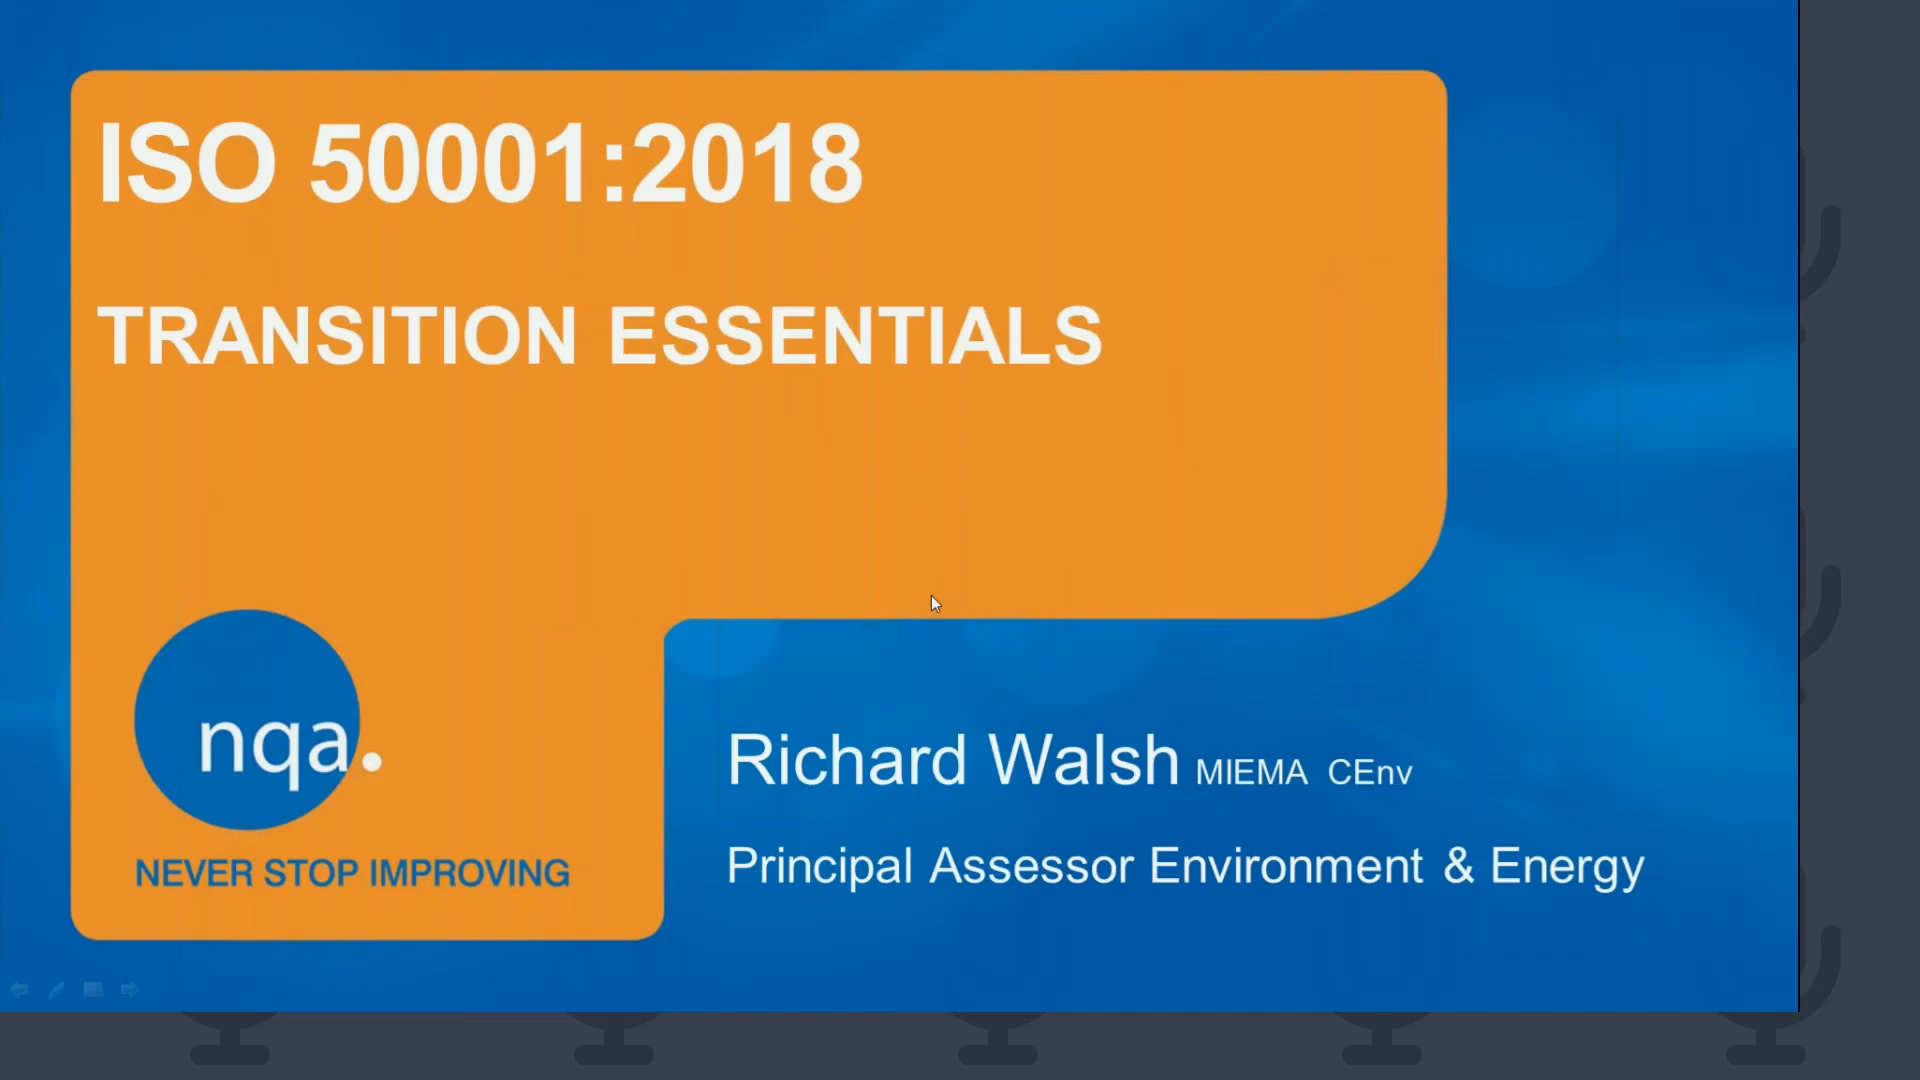 ISO 50001:2018
TRANSITION ESSENTIALS
nqa.
NEVER STOP IMPROVING
Richard Walsh MIEMA CEnv
Principal Assessor Environment & Energy